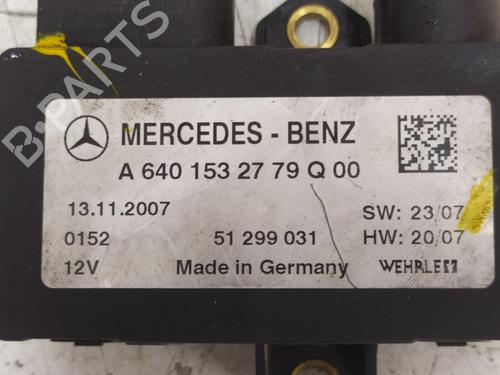 B-PARTS
MERCEDES - BENZ
A 640 153 27 79 Q 00
13.11.2007 SW: 23/07
0152 51 299 031 HW: 20/07
12V Made in Germany WEHRLE